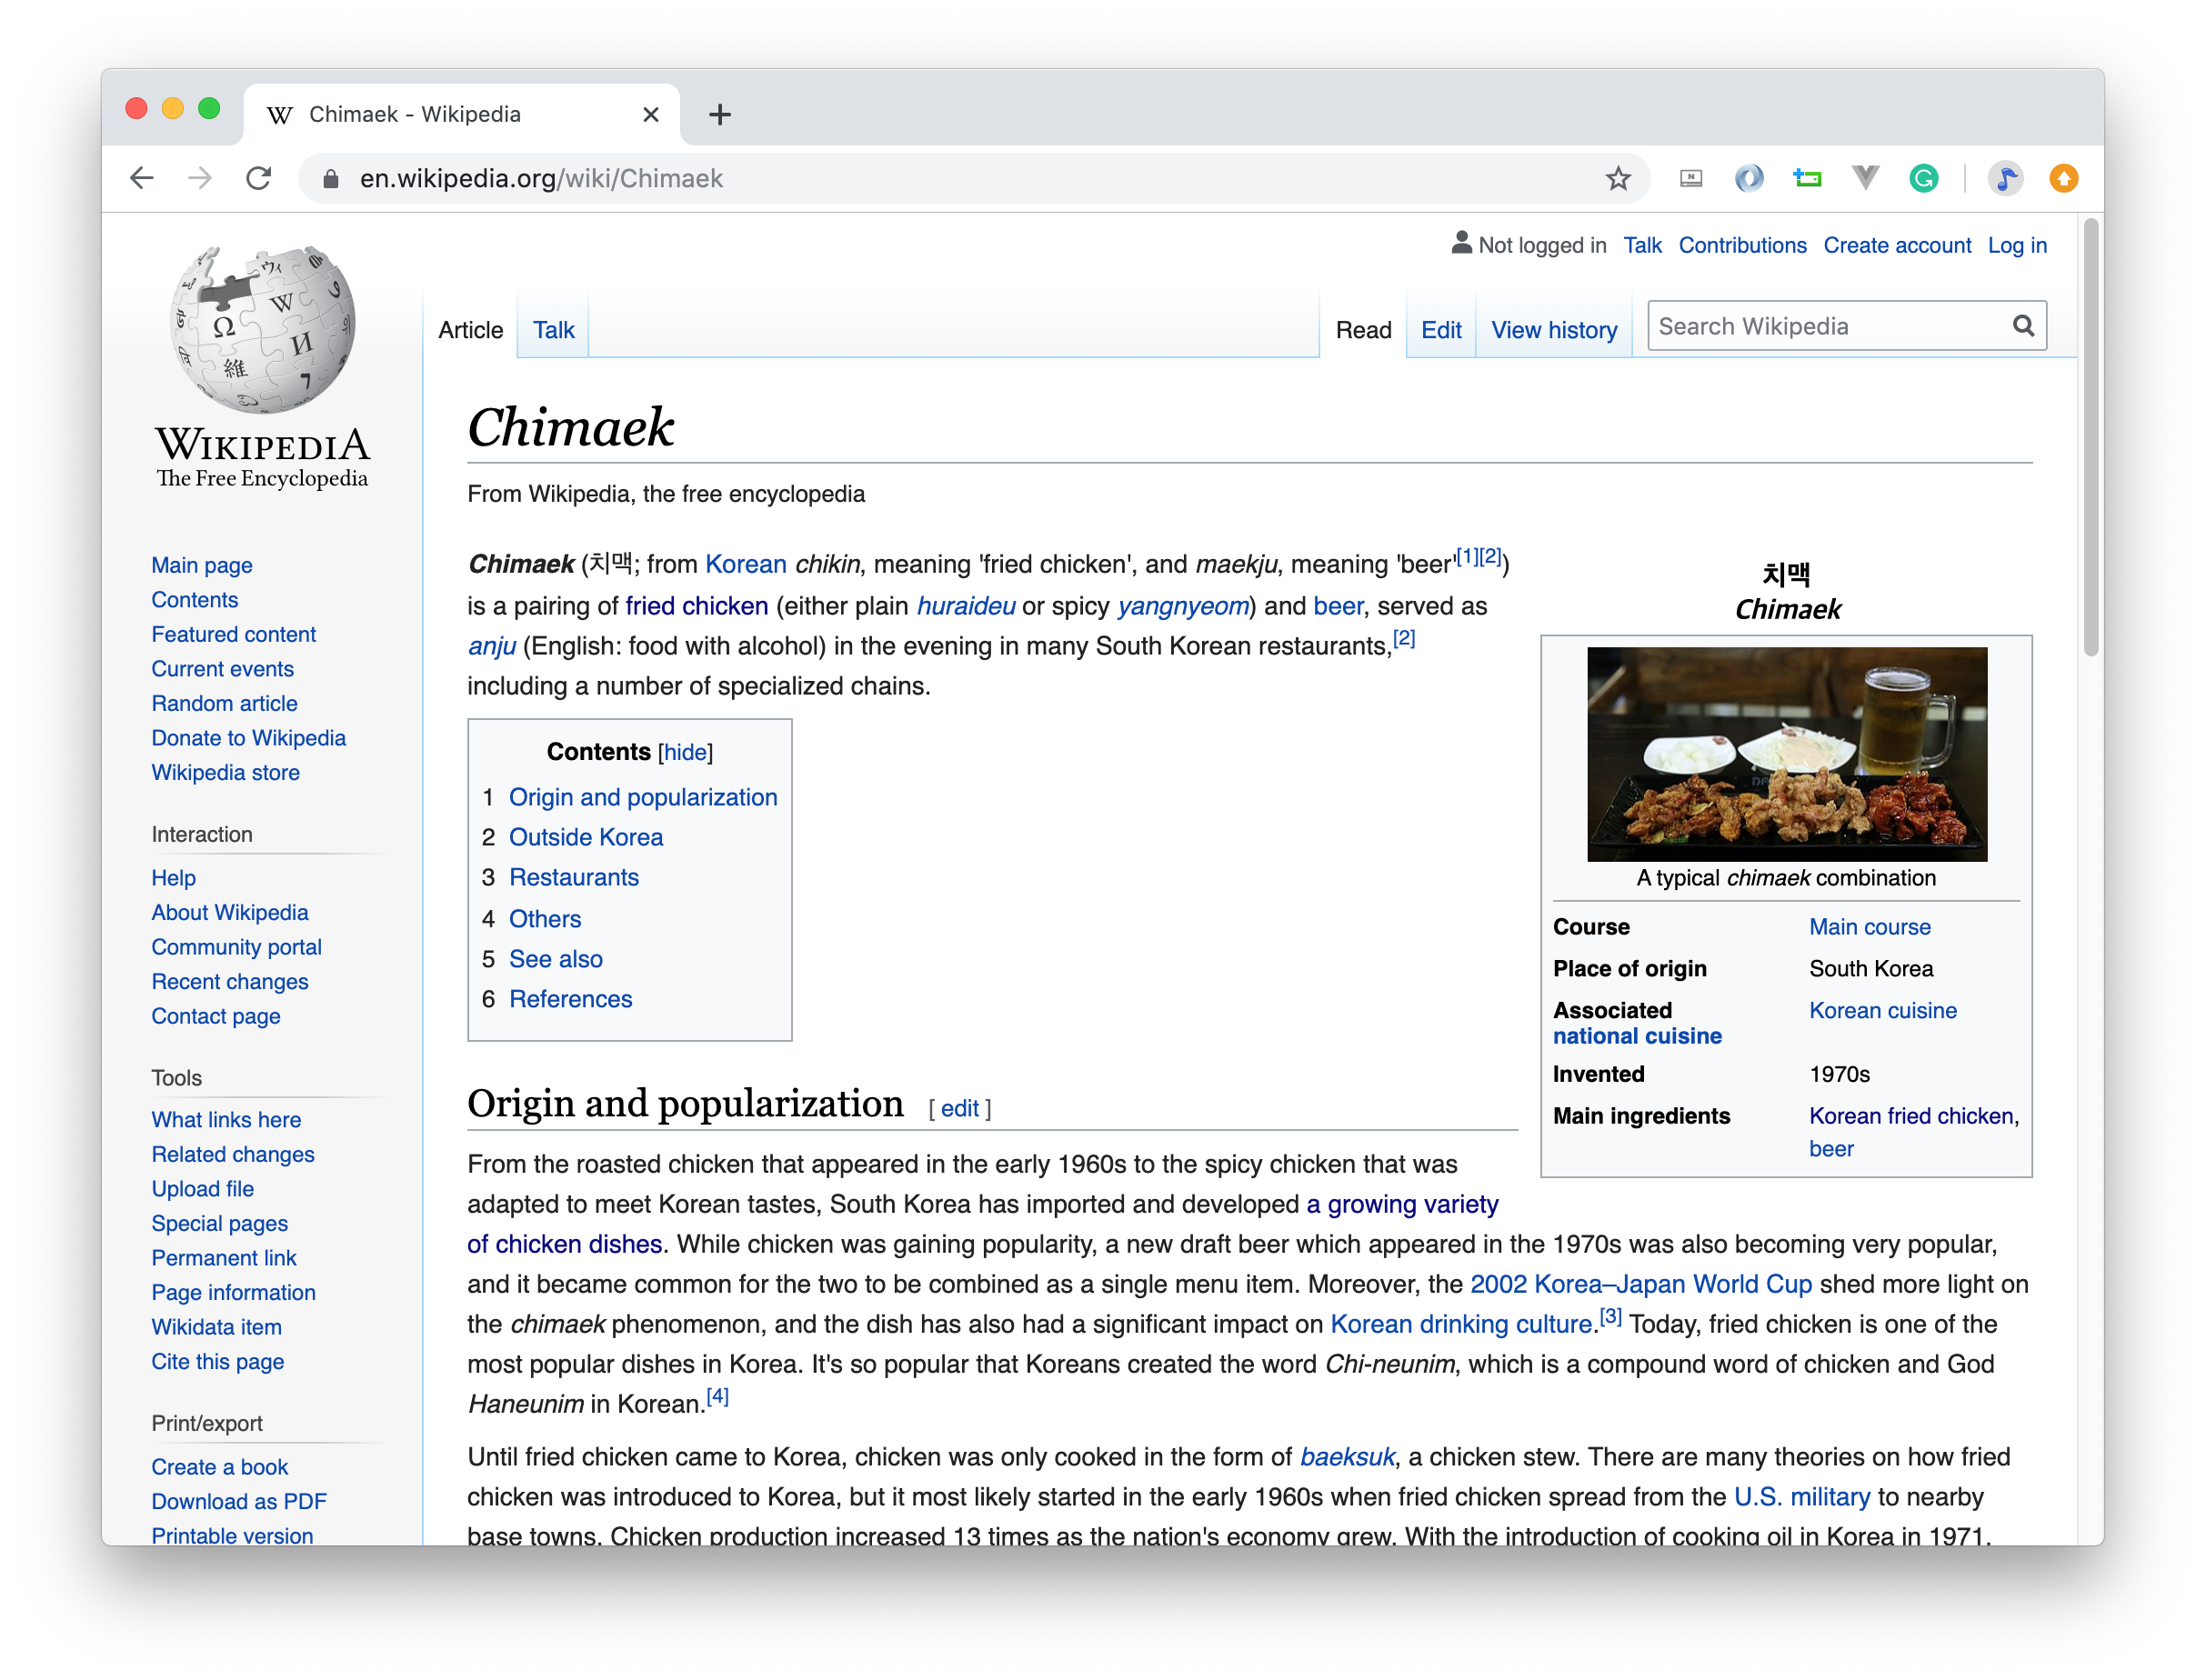 Chimaek - Wikipedia
en.wikipedia.org/wiki/Chimaek
Not logged in Talk Contributions Create account Log in
Article Talk Read Edit View history Search Wikipedia
WIKIPEDIA
The Free Encyclopedia
Main page
Contents
Featured content
Current events
Random article
Donate to Wikipedia
Wikipedia store
Interaction
Help
About Wikipedia
Community portal
Recent changes
Contact page
Tools
What links here
Related changes
Upload file
Special pages
Permanent link
Page information
Wikidata item
Cite this page
Print/export
Create a book
Download as PDF
Printable version
Chimaek
From Wikipedia, the free encyclopedia
Chimaek (치맥; from Korean chikin, meaning 'fried chicken', and maekju, meaning 'beer'[1][2])
is a pairing of fried chicken (either plain huraideu or spicy yangnyeom) and beer, served as
anju (English: food with alcohol) in the evening in many South Korean restaurants,[2]
including a number of specialized chains.
치맥
Chimaek
A typical chimaek combination
Course Main course
Place of origin South Korea
Associated Korean cuisine
national cuisine
Invented 1970s
Main ingredients Korean fried chicken,
beer
Contents [hide]
1 Origin and popularization
2 Outside Korea
3 Restaurants
4 Others
5 See also
6 References
Origin and popularization [ edit ]
From the roasted chicken that appeared in the early 1960s to the spicy chicken that was
adapted to meet Korean tastes, South Korea has imported and developed a growing variety
of chicken dishes. While chicken was gaining popularity, a new draft beer which appeared in the 1970s was also becoming very popular,
and it became common for the two to be combined as a single menu item. Moreover, the 2002 Korea–Japan World Cup shed more light on
the chimaek phenomenon, and the dish has also had a significant impact on Korean drinking culture.[3] Today, fried chicken is one of the
most popular dishes in Korea. It's so popular that Koreans created the word Chi-neunim, which is a compound word of chicken and God
Haneunim in Korean.[4]
Until fried chicken came to Korea, chicken was only cooked in the form of baeksuk, a chicken stew. There are many theories on how fried
chicken was introduced to Korea, but it most likely started in the early 1960s when fried chicken spread from the U.S. military to nearby
base towns. Chicken production increased 13 times as the nation's economy grew. With the introduction of cooking oil in Korea in 1971,